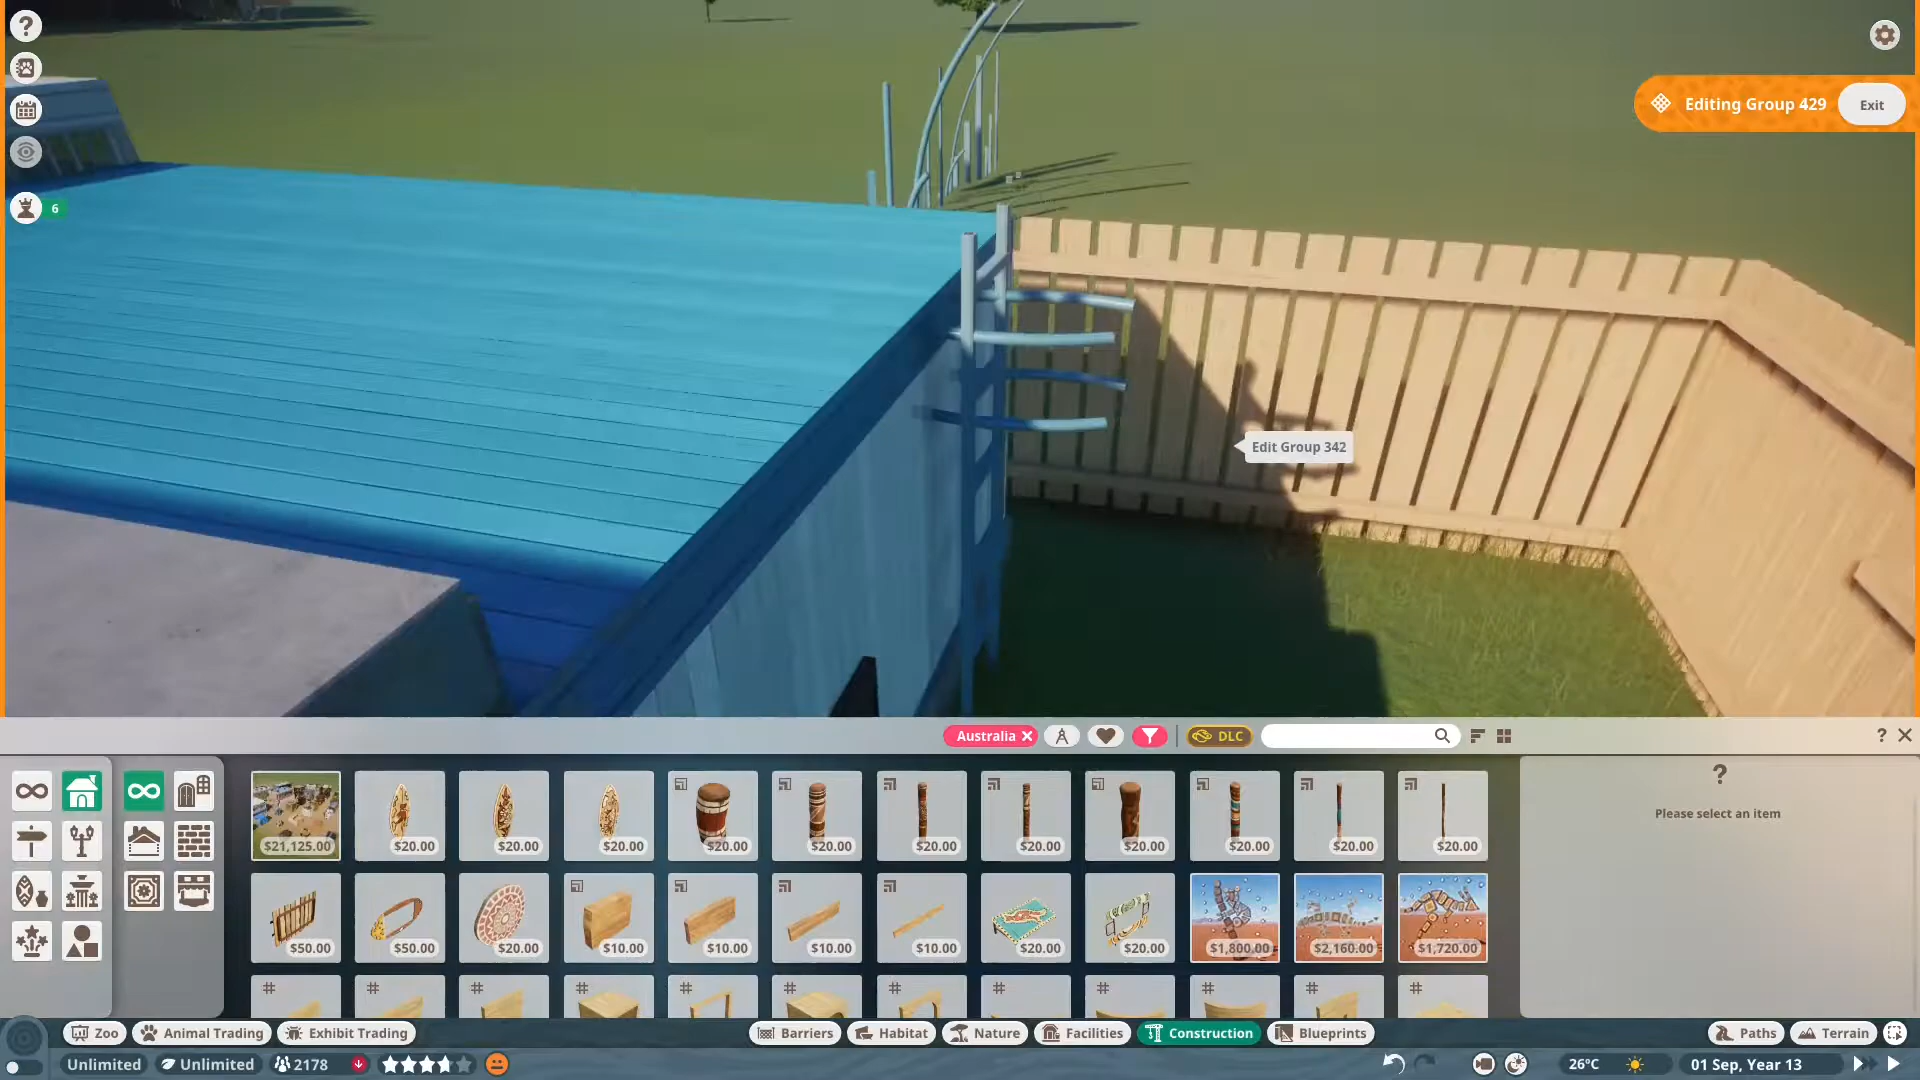 ?
Editing Group 429
Exit
6
Edit Group 342
Australia ×
DLC
?
$21,125.00
$20.00
$20.00
$20.00
$20.00
$20.00
$20.00
$20.00
$20.00
$20.00
$20.00
$20.00
?
Please select an item
$50.00
$50.00
$20.00
$10.00
$10.00
$10.00
$10.00
$20.00
$20.00
$1,800.00
$2,160.00
$1,720.00
Zoo
Animal Trading
Exhibit Trading
Barriers
Habitat
Nature
Facilities
Construction
Blueprints
Paths
Terrain
Unlimited
Unlimited
2178
26°C
01 Sep, Year 13